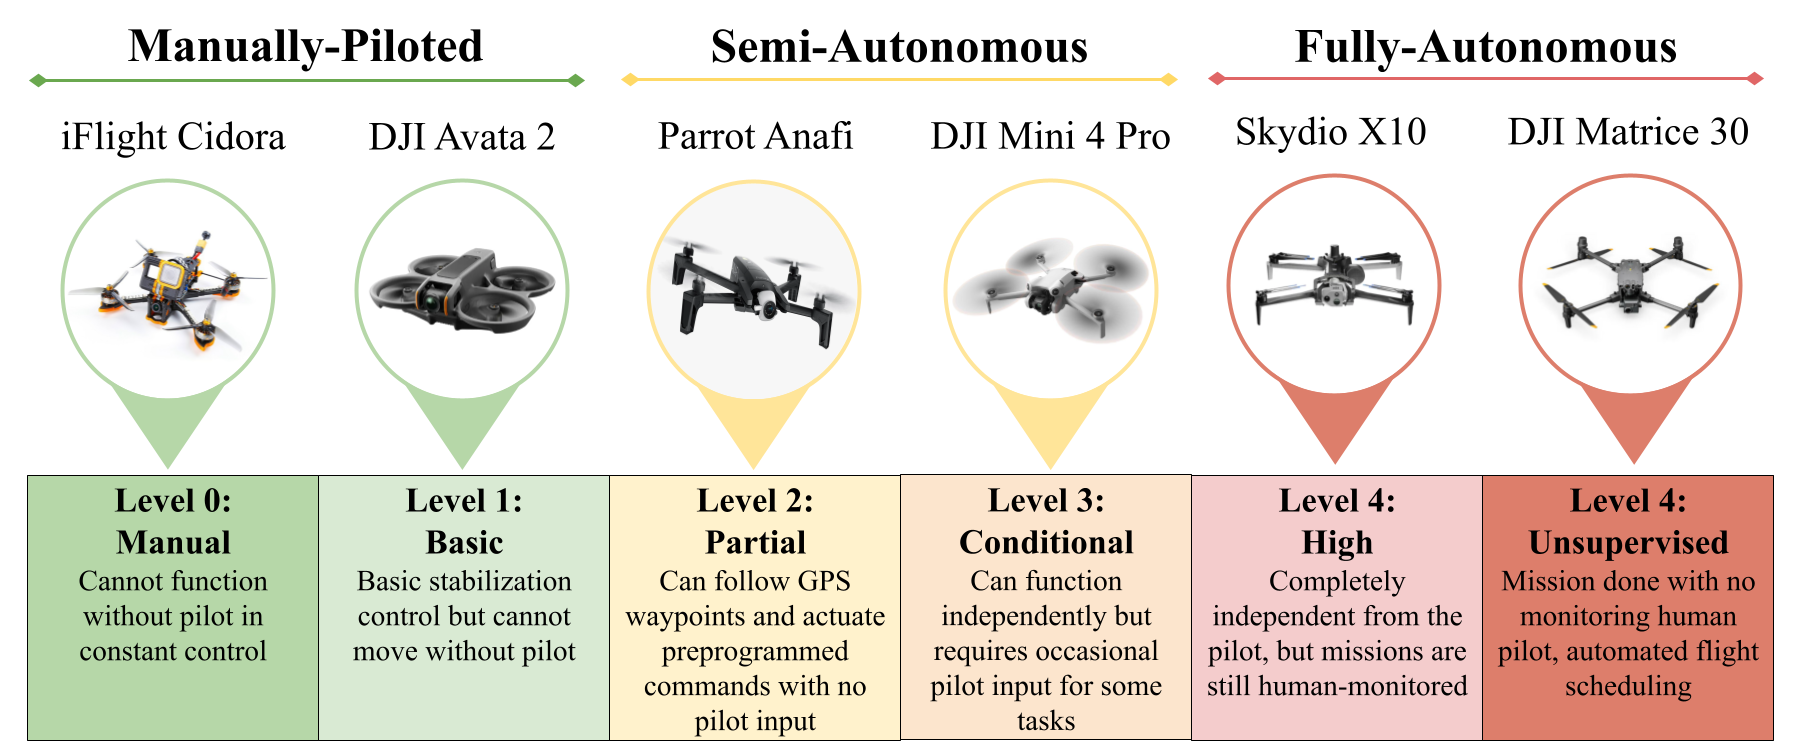 Manually-Piloted
Semi-Autonomous
Fully-Autonomous
iFlight Cidora
DJI Avata 2
Parrot Anafi
DJI Mini 4 Pro
Skydio X10
DJI Matrice 30
Level 0:
Manual
Cannot function
without pilot in
constant control
Level 1:
Basic
Basic stabilization
control but cannot
move without pilot
Level 2:
Partial
Can follow GPS
waypoints and actuate
preprogrammed
commands with no
pilot input
Level 3:
Conditional
Can function
independently but
requires occasional
pilot input for some
tasks
Level 4:
High
Completely
independent from the
pilot, but missions are
still human-monitored
Level 4:
Unsupervised
Mission done with no
monitoring human
pilot, automated flight
scheduling